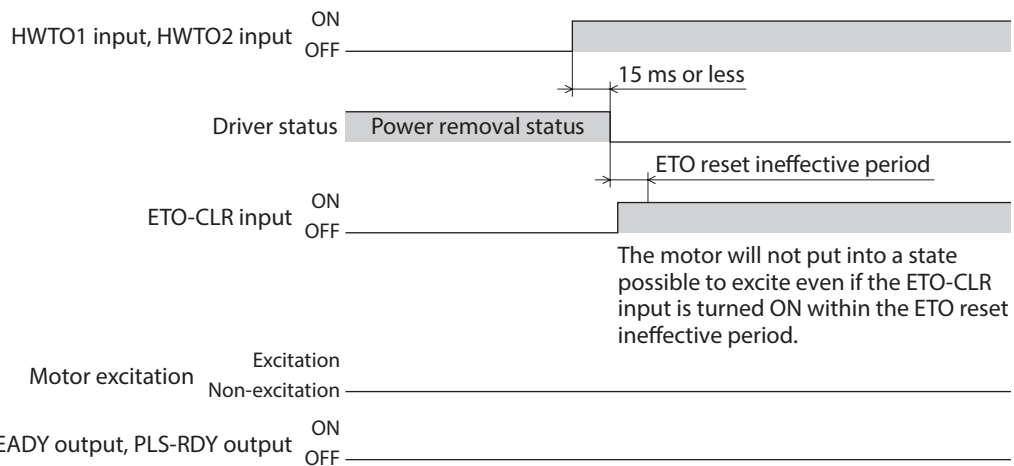 HWTO1 input, HWTO2 input
ON
OFF
15 ms or less
Driver status
Power removal status
ETO reset ineffective period
ETO-CLR input
ON
OFF
The motor will not put into a state
possible to excite even if the ETO-CLR
input is turned ON within the ETO reset
ineffective period.
Motor excitation
Excitation
Non-excitation
EADY output, PLS-RDY output
ON
OFF